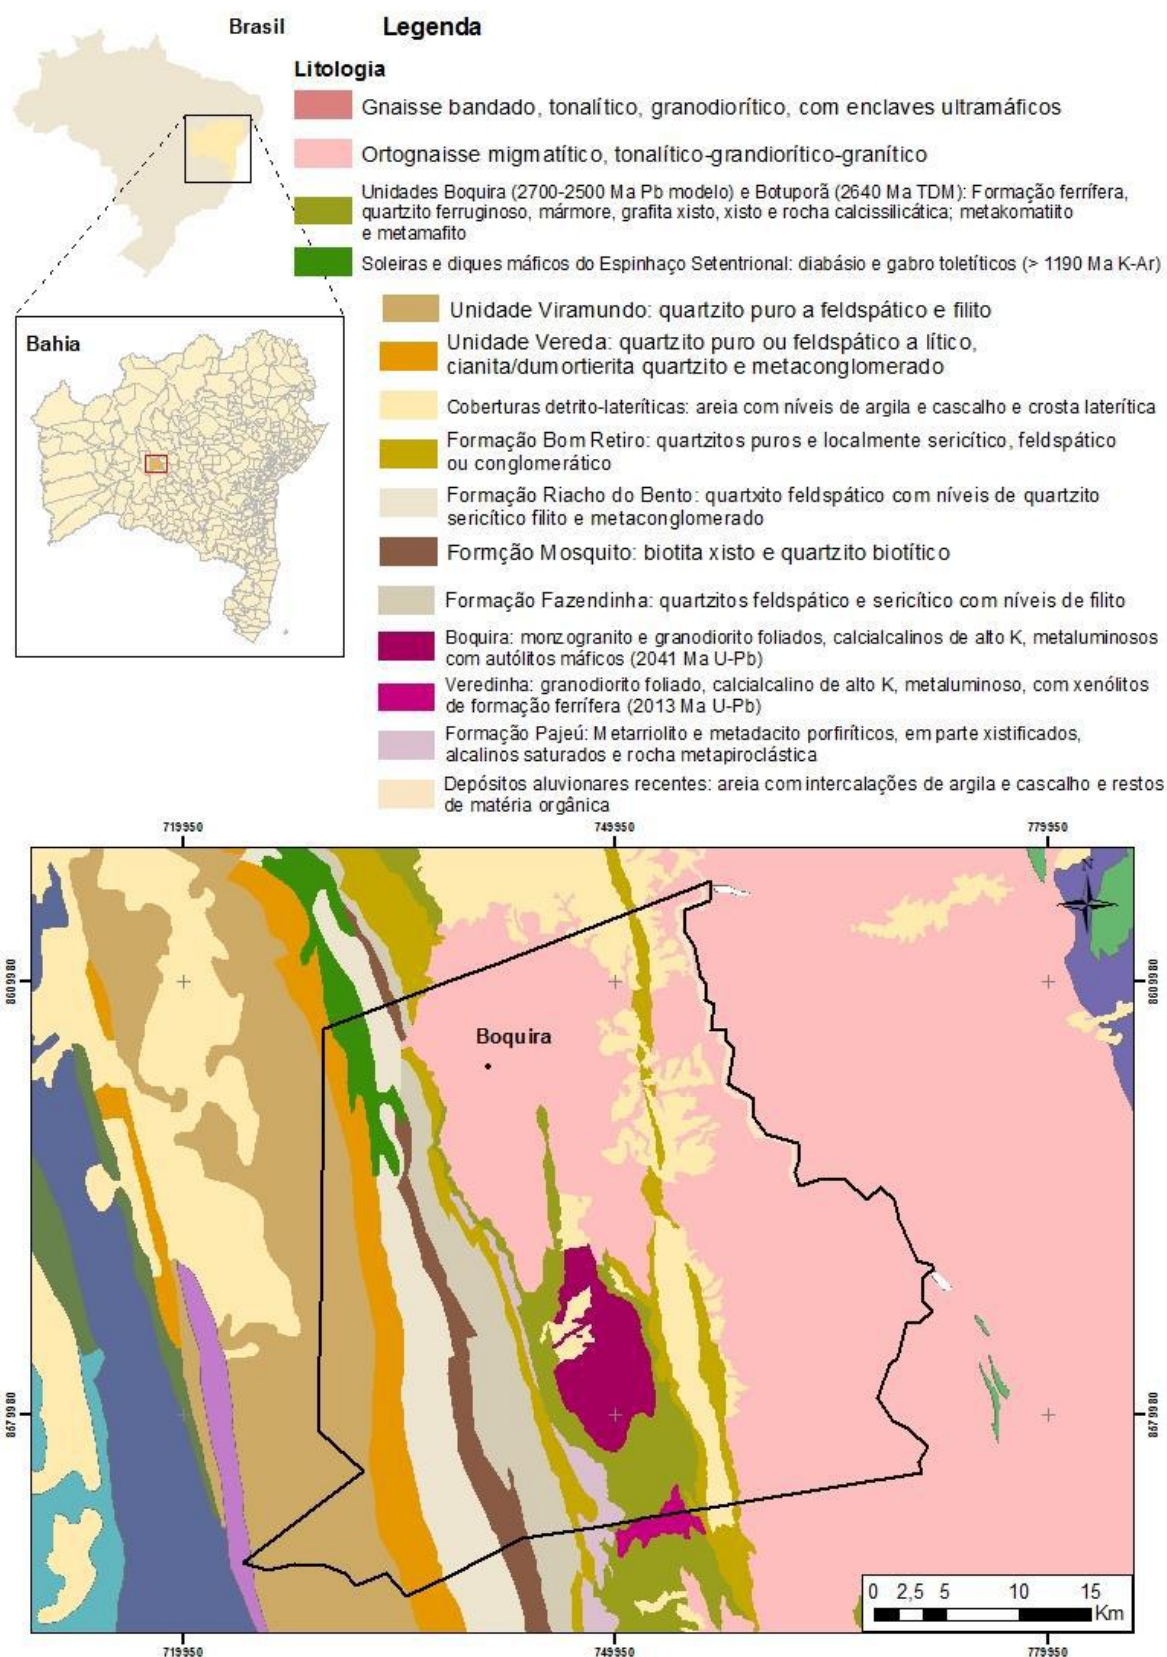 Brasil
Legenda
Litologia
Gnaisse bandado, tonalítico, granodiorítico, com enclaves ultramáficos
Ortognaisse migmatítico, tonalítico-grandiorítico-granítico
Unidades Boquira (2700-2500 Ma Pb modelo) e Botuporã (2640 Ma TDM): Formação ferrífera,
quartzito ferruginoso, mármore, grafita xisto, xisto e rocha calcissilicática; metakomatiito
e metamafito
Soleiras e diques máficos do Espinhaço Setentrional: diabásio e gabro toletíticos (> 1190 Ma K-Ar)
Unidade Viramundo: quartzito puro a feldspático e filito
Bahia
Unidade Vereda: quartzito puro ou feldspático a lítico,
cianita/dumortierita quartzito e metaconglomerado
Coberturas detrito-lateríticas: areia com níveis de argila e cascalho e crosta laterítica
Formação Bom Retiro: quartzitos puros e localmente sericítico, feldspático
ou conglomerático
Formação Riacho do Bento: quartxito feldspático com níveis de quartzito
sericítico filito e metaconglomerado
Formção Mosquito: biotita xisto e quartzito biotítico
Formação Fazendinha: quartzitos feldspático e sericítico com níveis de filito
Boquira: monzogranito e granodiorito foliados, calcialcalinos de alto K, metaluminosos
com autólitos máficos (2041 Ma U-Pb)
Veredinha: granodiorito foliado, calcialcalino de alto K, metaluminoso, com xenólitos
de formação ferrífera (2013 Ma U-Pb)
Formação Pajeú: Metarriolito e metadacito porfiríticos, em parte xistificados,
alcalinos saturados e rocha metapiroclástica
Depósitos aluvionares recentes: areia com intercalações de argila e cascalho e restos
de matéria orgânica
719950
749950
779950
N
8609980
8609980
Boquira
8579980
8579980
0 2,5 5 10 15
Km
719950
749950
779950